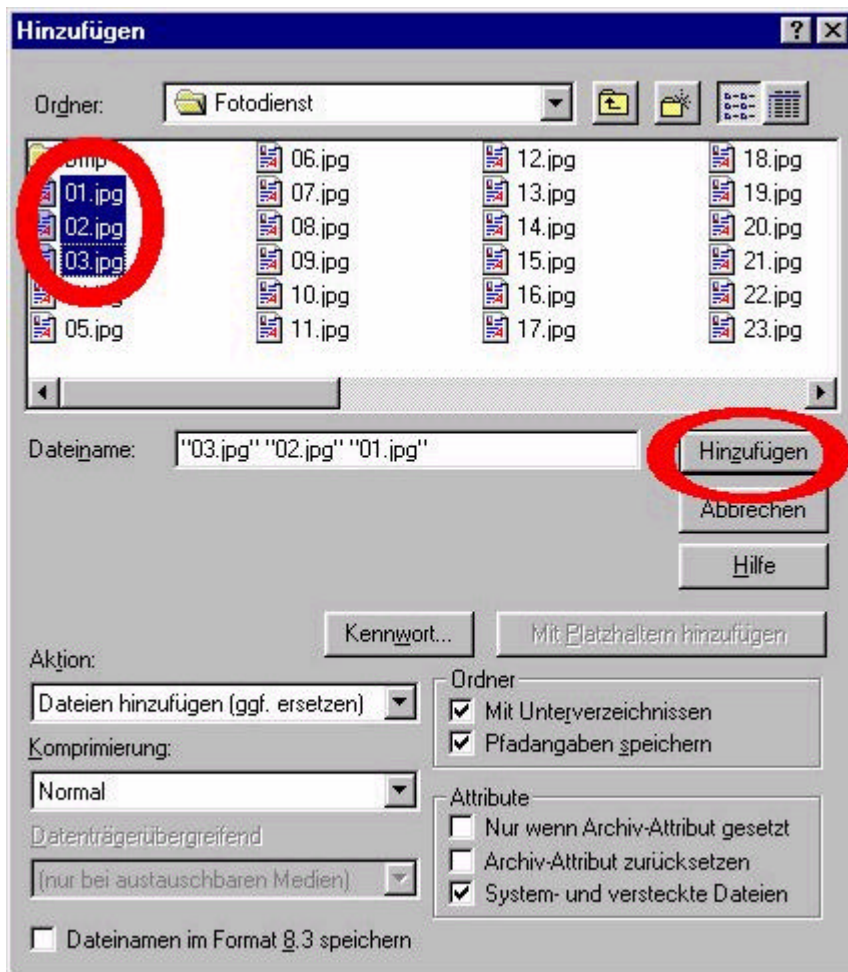 Hinzufügen
Ordner: Fotodienst
06.jpg 12.jpg 18.jpg
01.jpg 07.jpg 13.jpg 19.jpg
02.jpg 08.jpg 14.jpg 20.jpg
03.jpg 09.jpg 15.jpg 21.jpg
10.jpg 16.jpg 22.jpg
05.jpg 11.jpg 17.jpg 23.jpg
Dateiname: "03.jpg" "02.jpg" "01.jpg" Hinzufügen
Abbrechen
Hilfe
Kennwort... Mit Platzhaltern hinzufügen
Aktion:
Dateien hinzufügen (ggf. ersetzen)
Komprimierung:
Normal
Datenträgerübergreifend
(nur bei austauschbaren Medien)
Dateinamen im Format 8.3 speichern
Ordner
Mit Unterverzeichnissen
Pfadangaben speichern
Attribute
Nur wenn Archiv-Attribut gesetzt
Archiv-Attribut zurücksetzen
System- und versteckte Dateien